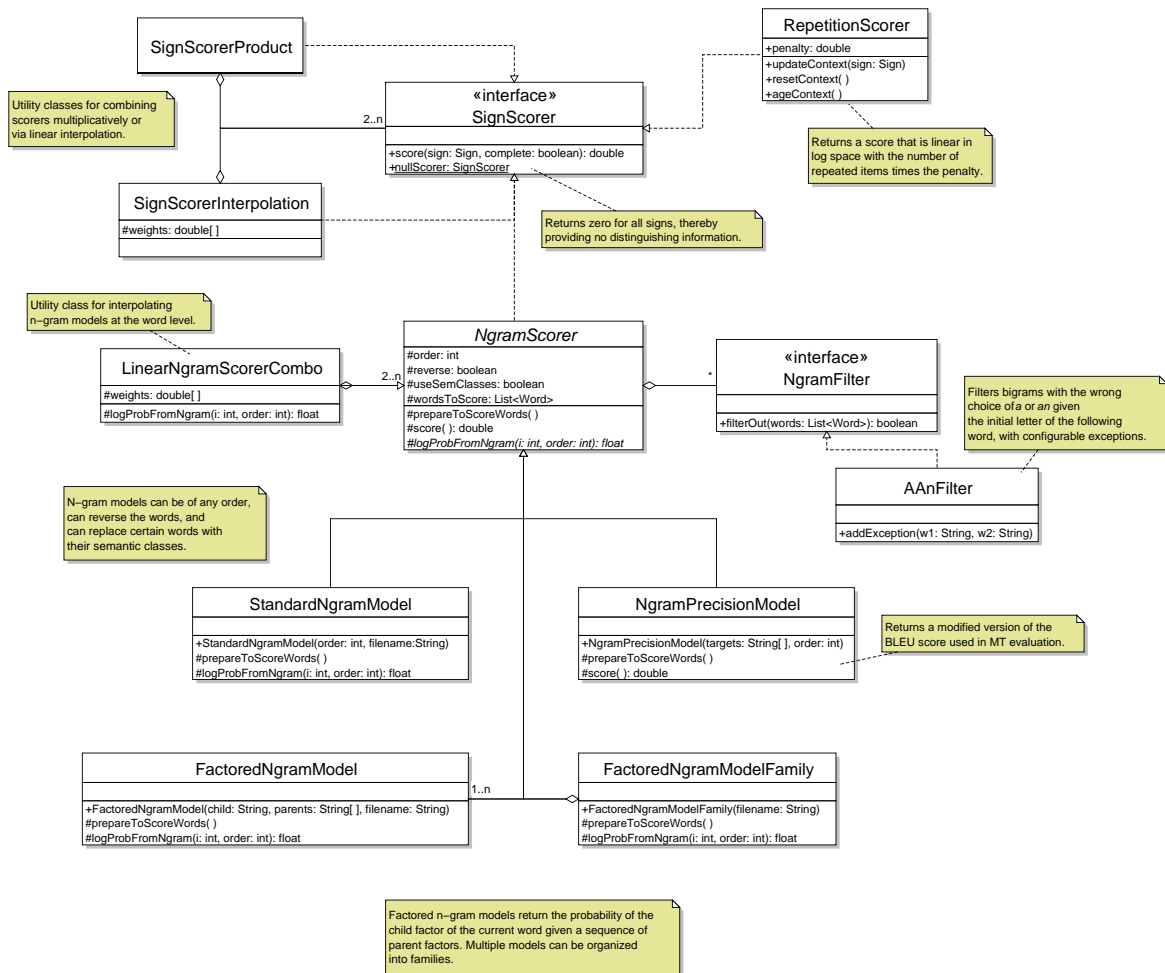 SignScorerProduct
RepetitionScorer
+penalty: double
+updateContext(sign: Sign)
+resetContext( )
+ageContext( )
Utility classes for combining
scorers multiplicatively or
via linear interpolation.
2..n
«interface»
SignScorer
+score(sign: Sign, complete: boolean): double
+nullScorer: SignScorer
Returns a score that is linear in
log space with the number of
repeated items times the penalty.
SignScorerInterpolation
#weights: double[ ]
Returns zero for all signs, thereby
providing no distinguishing information.
Utility class for interpolating
n−gram models at the word level.
LinearNgramScorerCombo
#weights: double[ ]
#logProbFromNgram(i: int, order: int): float
2..n
NgramScorer
#order: int
#reverse: boolean
#useSemClasses: boolean
#wordsToScore: List<Word>
#prepareToScoreWords( )
#score( ): double
#logProbFromNgram(i: int, order: int): float
*
«interface»
NgramFilter
+filterOut(words: List<Word>): boolean
Filters bigrams with the wrong
choice of a or an given
the initial letter of the following
word, with configurable exceptions.
AAnFilter
+addException(w1: String, w2: String)
N−gram models can be of any order,
can reverse the words, and
can replace certain words with
their semantic classes.
StandardNgramModel
+StandardNgramModel(order: int, filename:String)
#prepareToScoreWords( )
#logProbFromNgram(i: int, order: int): float
NgramPrecisionModel
+NgramPrecisionModel(targets: String[ ], order: int)
#prepareToScoreWords( )
#score( ): double
Returns a modified version of the
BLEU score used in MT evaluation.
FactoredNgramModel
+FactoredNgramModel(child: String, parents: String[ ], filename: String)
#prepareToScoreWords( )
#logProbFromNgram(i: int, order: int): float
1..n
FactoredNgramModelFamily
+FactoredNgramModelFamily(filename: String)
#prepareToScoreWords( )
#logProbFromNgram(i: int, order: int): float
Factored n−gram models return the probability of the
child factor of the current word given a sequence of
parent factors. Multiple models can be organized
into families.